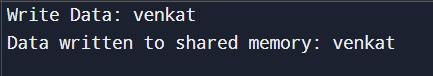 Write Data: venkat
Data written to shared memory: venkat